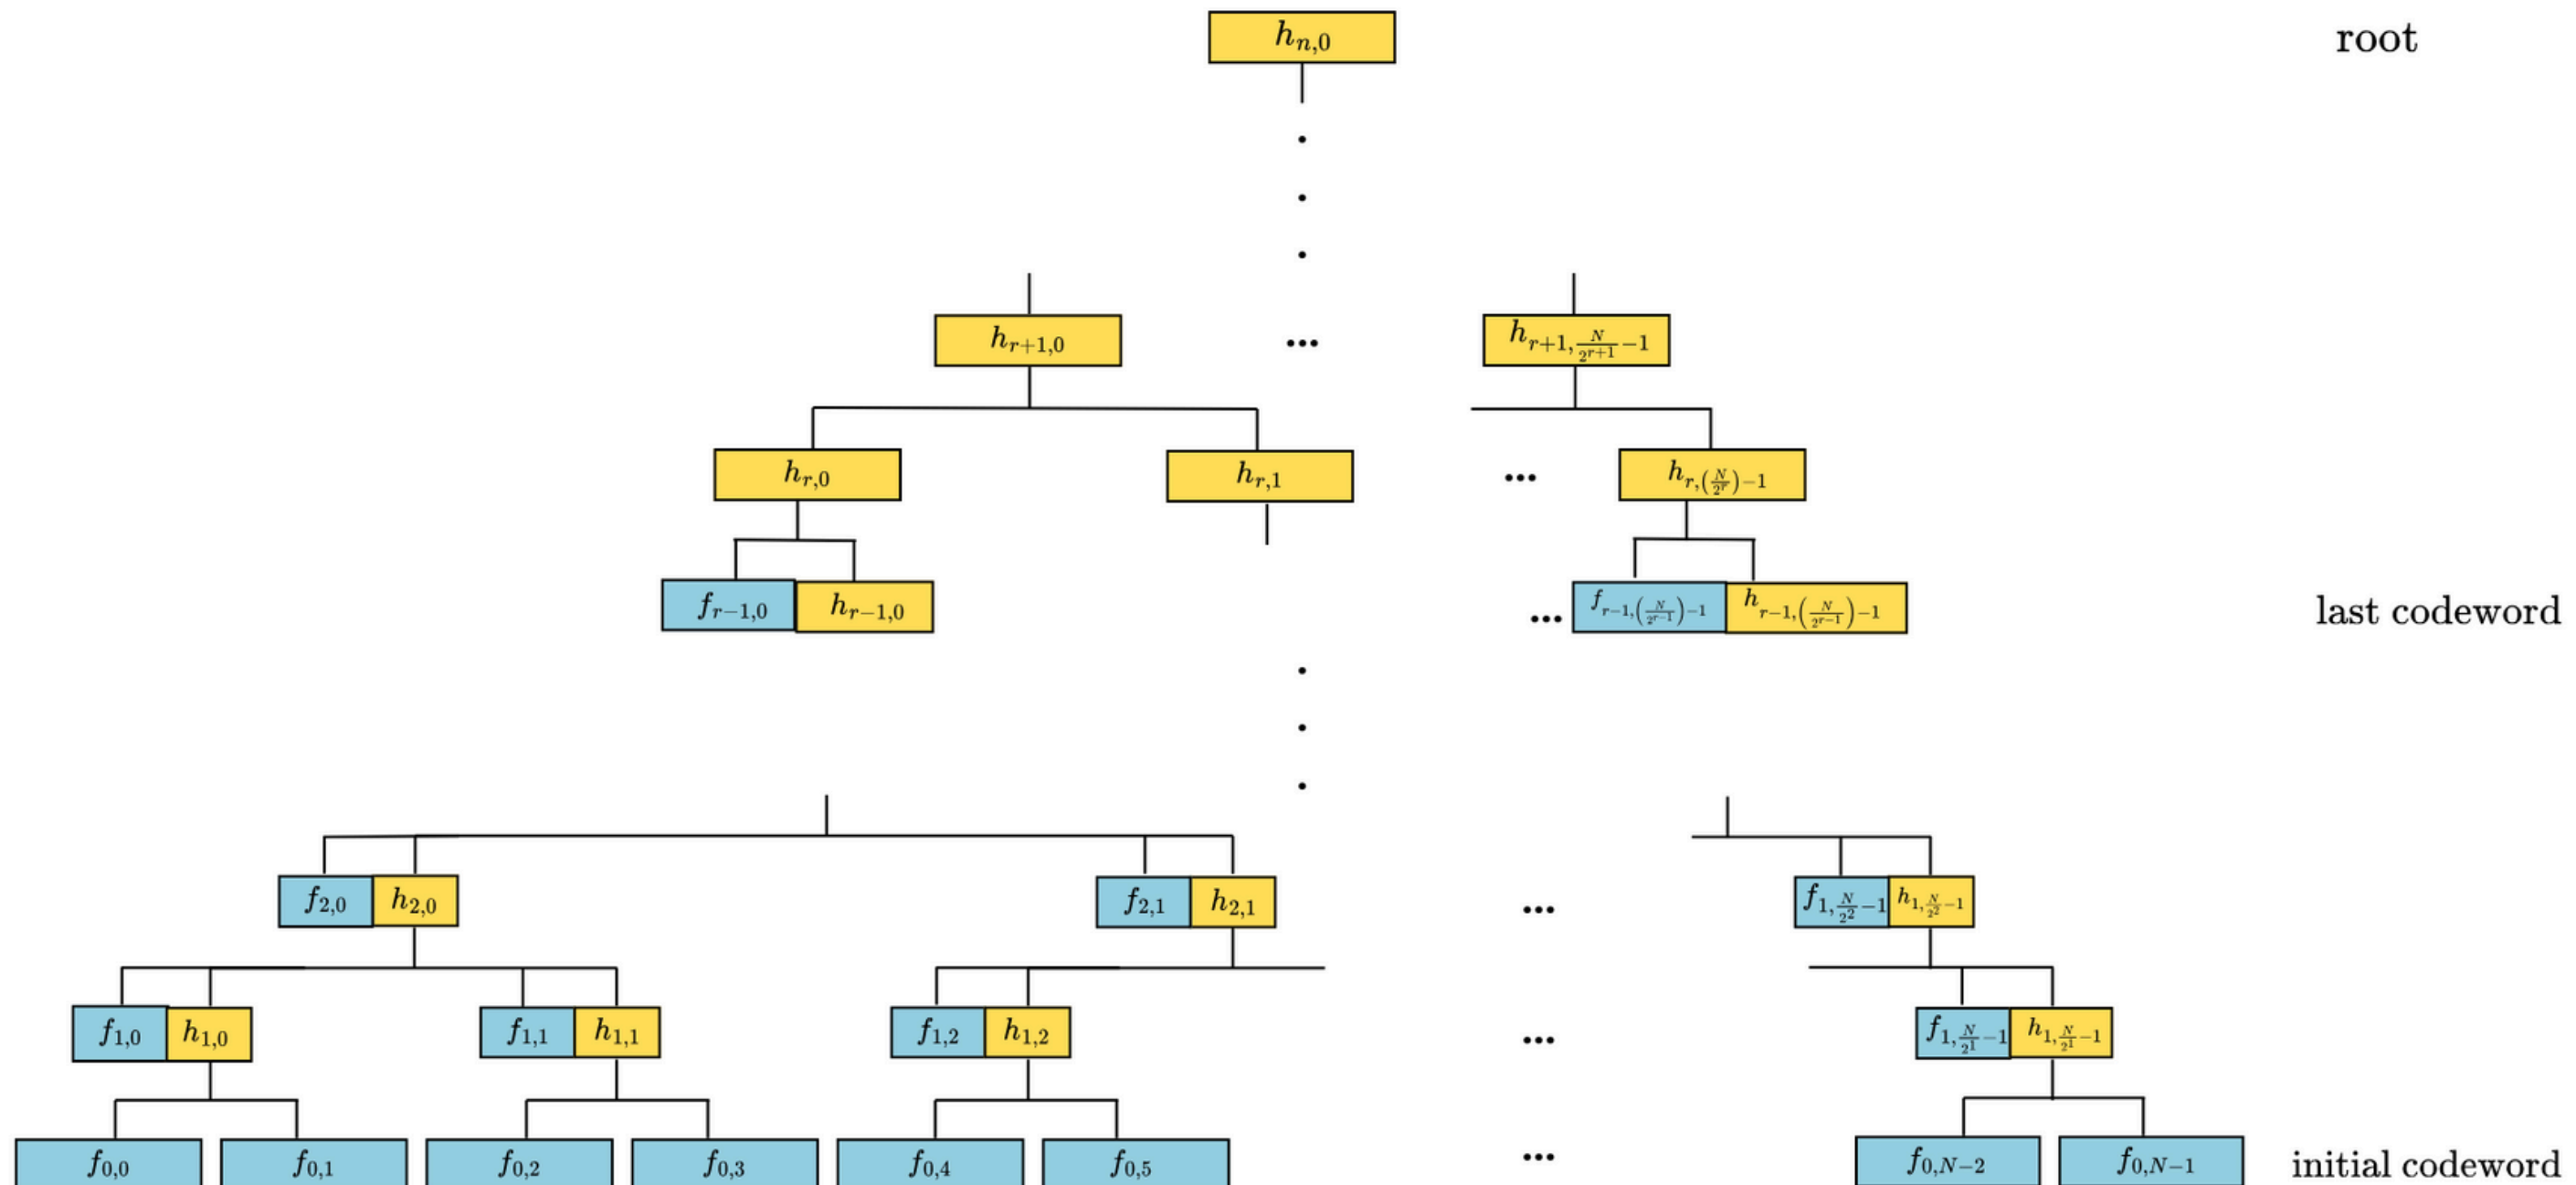 h_{n,0} root
h_{r+1,0} ... h_{r+1,\frac{N}{2^{r+1}}-1}
h_{r,0} h_{r,1} ... h_{r,(\frac{N}{2^r})-1}
f_{r-1,0} h_{r-1,0} ... f_{r-1,(\frac{N}{2^{r-1}})-1} h_{r-1,(\frac{N}{2^{r-1}})-1} last codeword
f_{2,0} h_{2,0} f_{2,1} h_{2,1} ... f_{1,\frac{N}{2^2}-1} h_{1,\frac{N}{2^2}-1}
f_{1,0} h_{1,0} f_{1,1} h_{1,1} f_{1,2} h_{1,2} ... f_{1,\frac{N}{2^1}-1} h_{1,\frac{N}{2^1}-1}
f_{0,0} f_{0,1} f_{0,2} f_{0,3} f_{0,4} f_{0,5} ... f_{0,N-2} f_{0,N-1} initial codeword